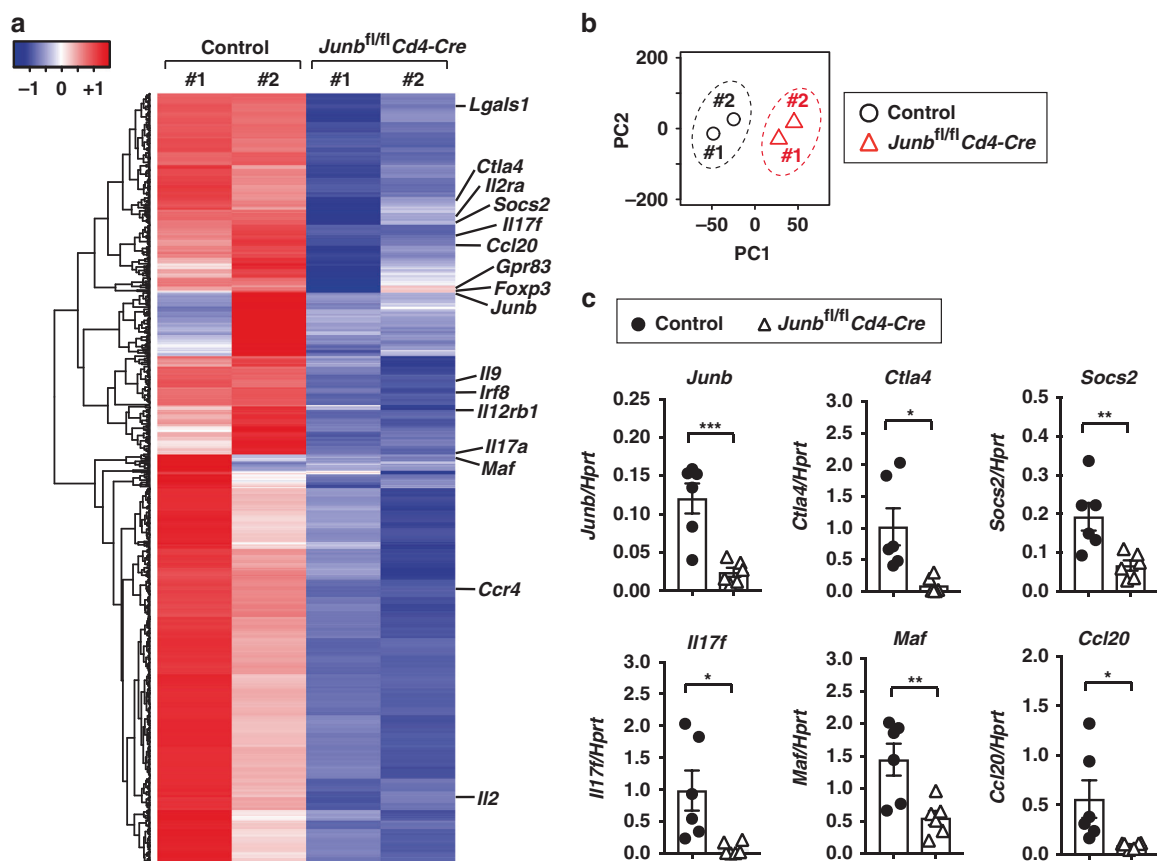 a
Control Junbfl/fl Cd4-Cre
−1 0 +1
#1 #2 #1 #2
Lgals1
Ctla4
Il2ra
Socs2
Il17f
Ccl20
Gpr83
Foxp3
Junb
Il9
Irf8
Il12rb1
Il17a
Maf
Ccr4
Il2
b
200
0
−200
PC2
#2
#1
#2
#1
−50 0 50
PC1
Control
Junbfl/fl Cd4-Cre
c
Control Junbfl/fl Cd4-Cre
Junb
Junb/Hprt
0.25
0.20
0.15
0.10
0.05
0.00
***
Ctla4
Ctla4/Hprt
3.0
2.5
2.0
1.5
1.0
0.5
0.0
*
Socs2
Socs2/Hprt
0.5
0.4
0.3
0.2
0.1
0.0
**
Il17f
Il17f/Hprt
3.0
2.5
2.0
1.5
1.0
0.5
0.0
*
Maf
Maf/Hprt
3.0
2.5
2.0
1.5
1.0
0.5
0.0
**
Ccl20
Ccl20/Hprt
2.0
1.5
1.0
0.5
0.0
*